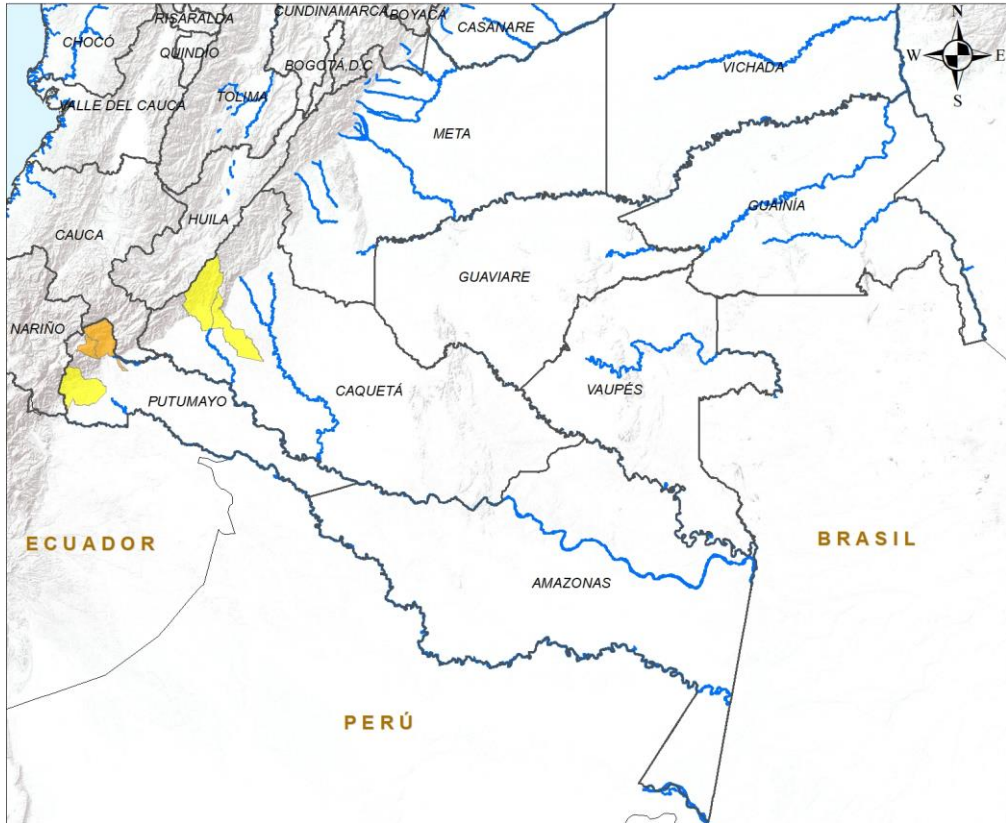 RISARALDA
CUNDINAMARCA
BOYACÁ
CASANARE
N
CHOCÓ
QUINDÍO
BOGOTÁ D.C
W
E
VICHADA
S
VALLE DEL CAUCA
TOLIMA
META
HUILA
GUAINÍA
CAUCA
GUAVIARE
NARIÑO
CAQUETÁ
VAUPÉS
PUTUMAYO
ECUADOR
BRASIL
AMAZONAS
PERÚ